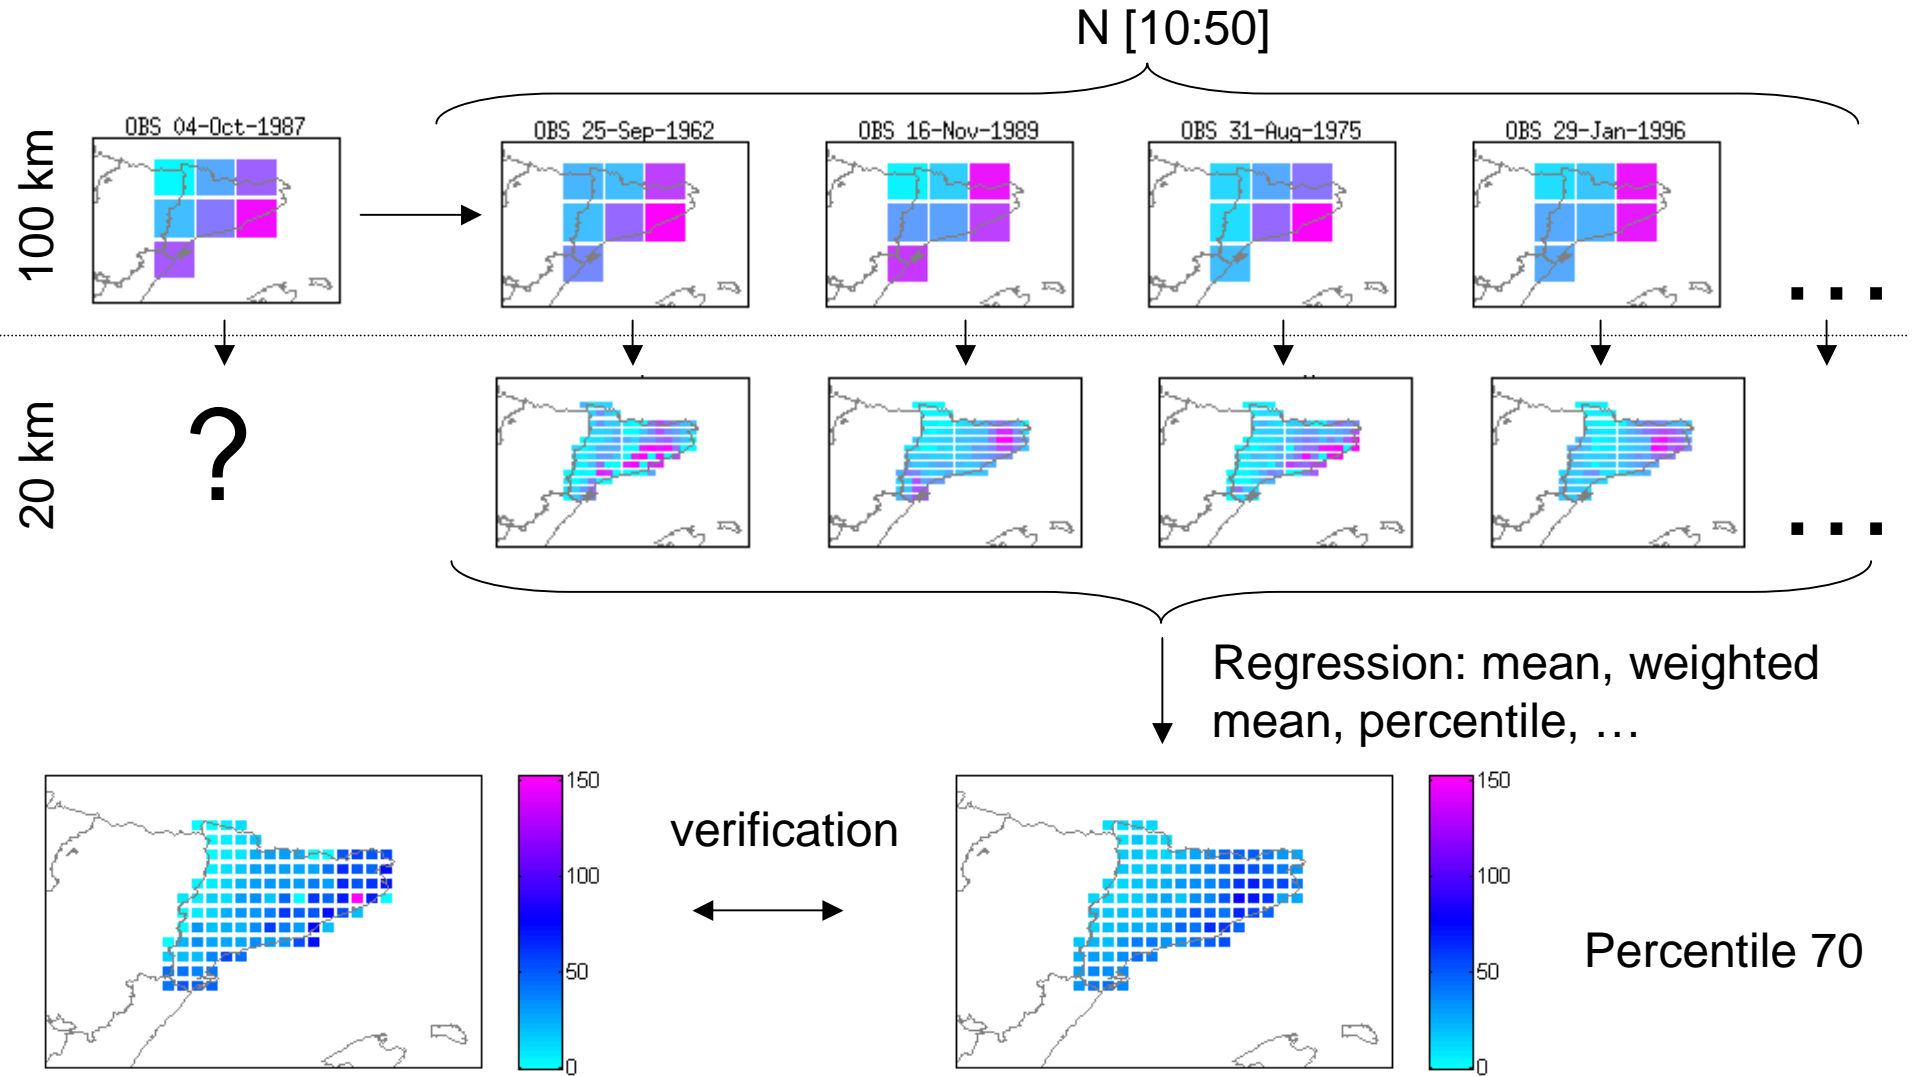 N [10:50]
100 km
OBS 04-Oct-1987
OBS 25-Sep-1962
OBS 16-Nov-1989
OBS 31-Aug-1975
OBS 29-Jan-1996
...
20 km
?
...
Regression: mean, weighted
mean, percentile, …
150
100
50
0
verification
150
100
50
0
Percentile 70